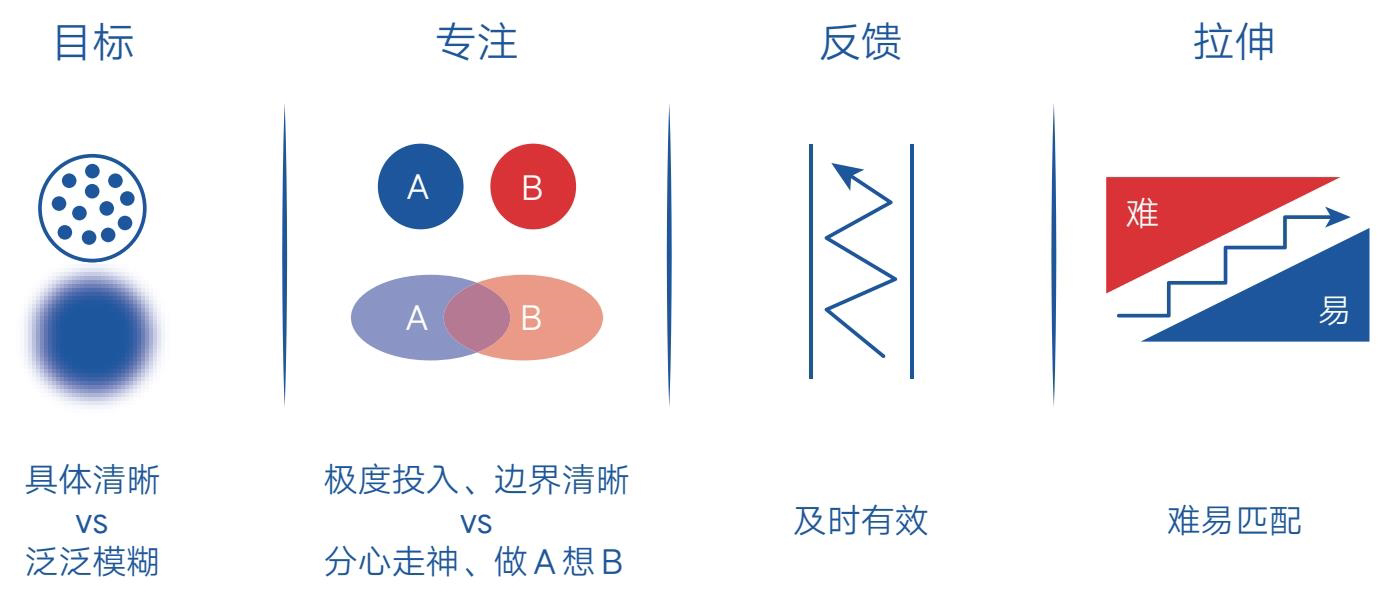 目标
专注
反馈
拉伸
A
B
A
B
难
易
具体清晰
vs
泛泛模糊
极度投入、边界清晰
vs
分心走神、做A想B
及时有效
难易匹配